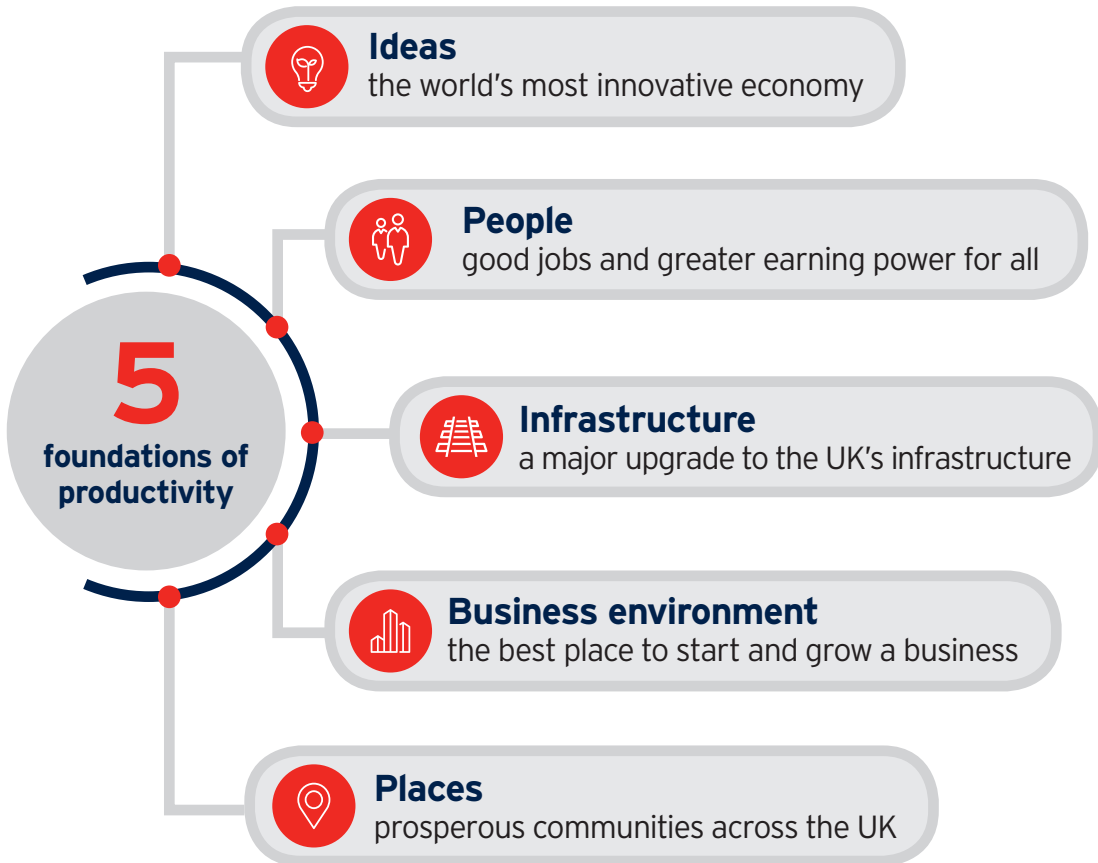 Ideas
the world's most innovative economy
People
good jobs and greater earning power for all
5
foundations of
productivity
Infrastructure
a major upgrade to the UK's infrastructure
Business environment
the best place to start and grow a business
Places
prosperous communities across the UK